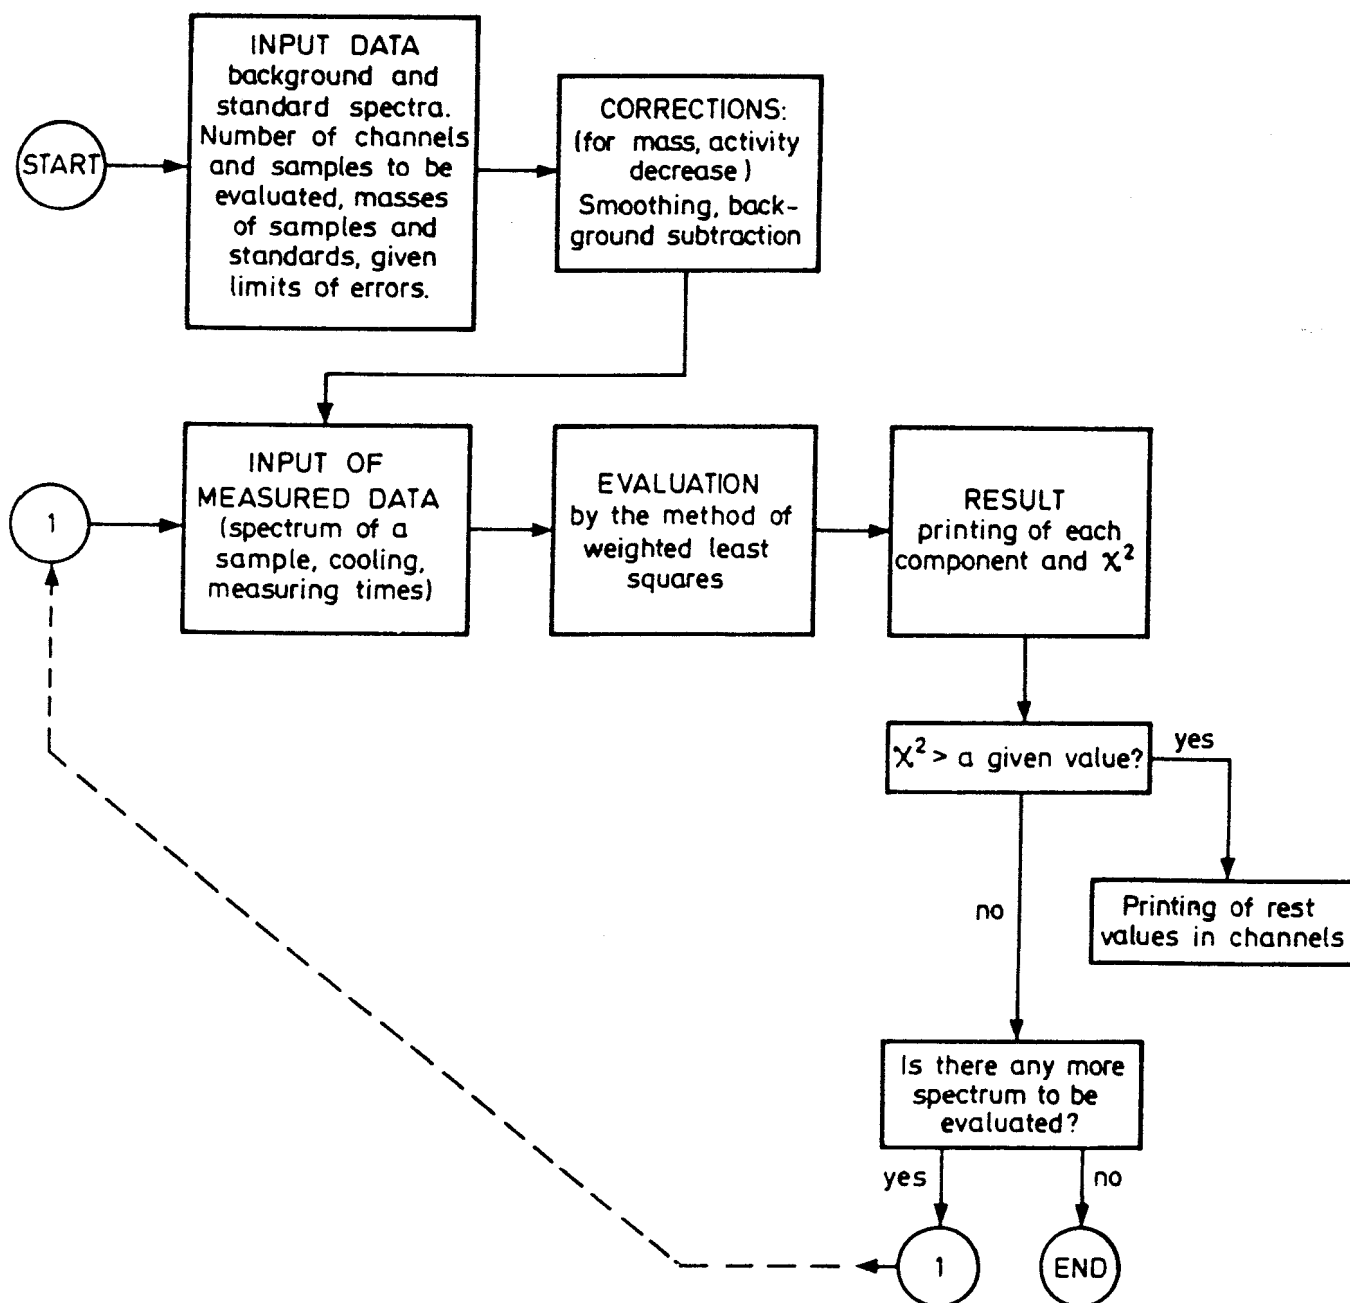 START
INPUT DATA
background and
standard spectra.
Number of channels
and samples to be
evaluated, masses
of samples and
standards, given
limits of errors.
CORRECTIONS:
(for mass, activity
decrease)
Smoothing, back-
ground subtraction
1
INPUT OF
MEASURED DATA
(spectrum of a
sample, cooling,
measuring times)
EVALUATION
by the method of
weighted least
squares
RESULT
printing of each
component and χ²
χ² > a given value?
yes
no
Printing of rest
values in channels
Is there any more
spectrum to be
evaluated?
yes
no
1
END